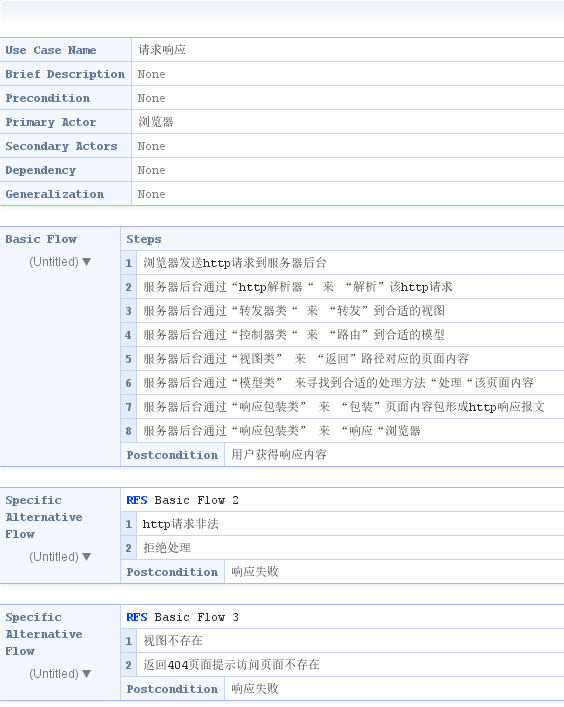 Use Case Name 请求响应
Brief Description None
Precondition None
Primary Actor 浏览器
Secondary Actors None
Dependency None
Generalization None
Basic Flow Steps
(Untitled) ▼
1 浏览器发送http请求到服务器后台
2 服务器后台通过“http解析器“ 来 “解析”该http请求
3 服务器后台通过“转发器类“ 来 “转发”到合适的视图
4 服务器后台通过“控制器类“ 来 “路由”到合适的模型
5 服务器后台通过“视图类” 来 “返回”路径对应的页面内容
6 服务器后台通过“模型类” 来寻找到合适的处理方法“处理“该页面内容
7 服务器后台通过“响应包装类” 来 “包装”页面内容包形成http响应报文
8 服务器后台通过“响应包装类” 来 “响应“浏览器
Postcondition 用户获得响应内容
Specific Alternative Flow
(Untitled) ▼
RFS Basic Flow 2
1 http请求非法
2 拒绝处理
Postcondition 响应失败
Specific Alternative Flow
(Untitled) ▼
RFS Basic Flow 3
1 视图不存在
2 返回404页面提示访问页面不存在
Postcondition 响应失败